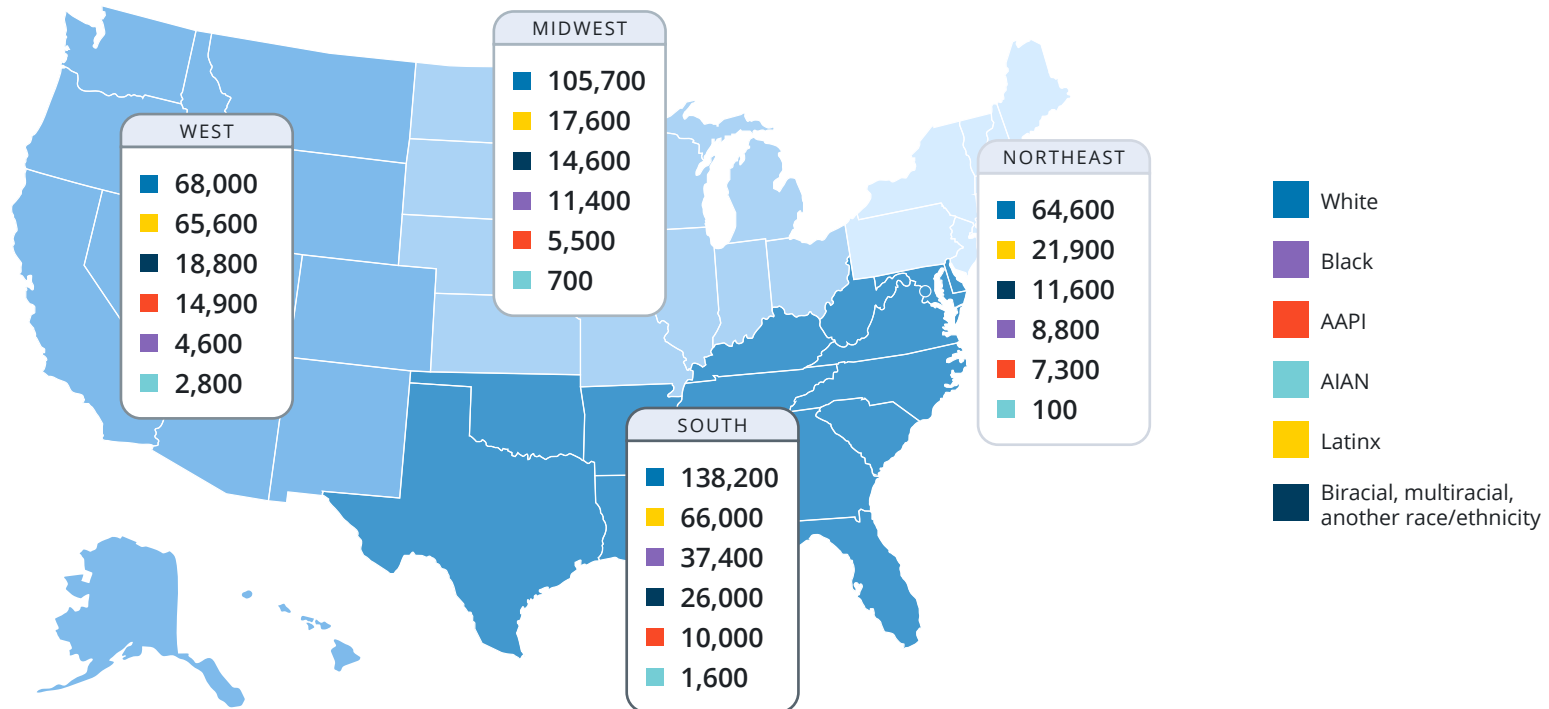 MIDWEST
105,700
17,600
14,600
11,400
5,500
700
WEST
68,000
65,600
18,800
14,900
4,600
2,800
NORTHEAST
64,600
21,900
11,600
8,800
7,300
100
SOUTH
138,200
66,000
37,400
26,000
10,000
1,600
White
Black
AAPI
AIAN
Latinx
Biracial, multiracial,
another race/ethnicity